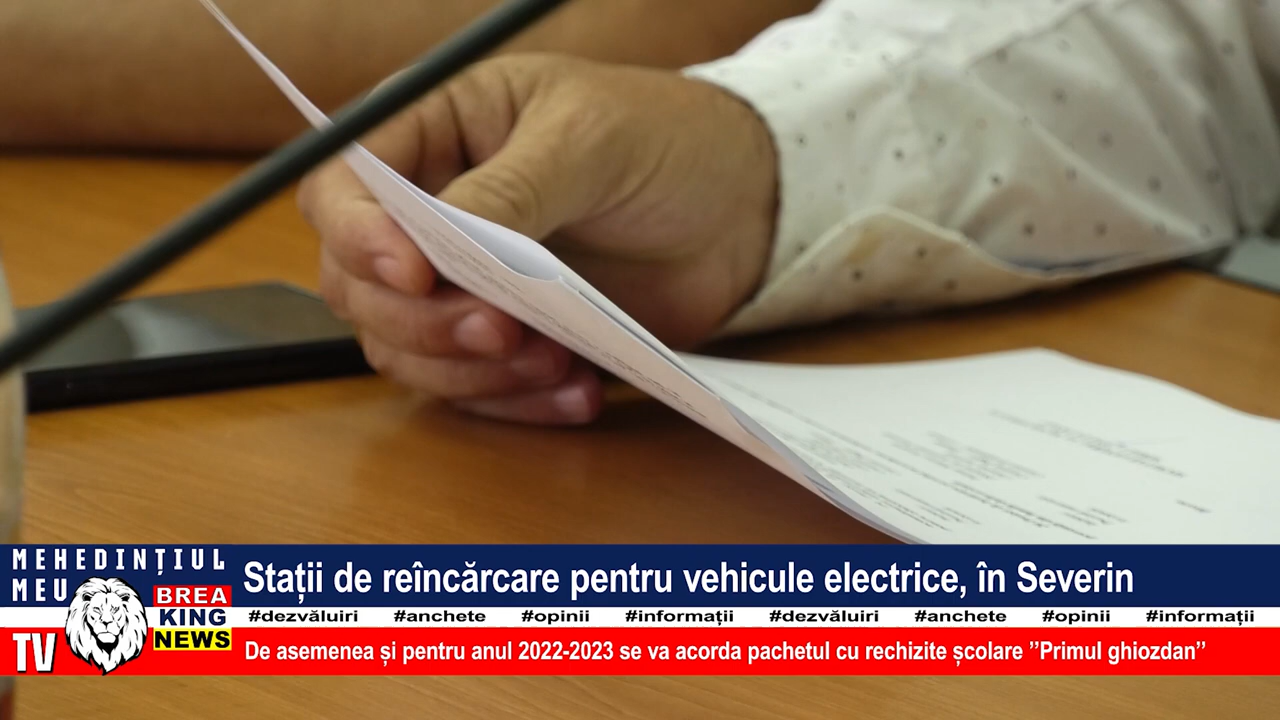 MEHEDINȚIUL
MEU
TV
BREA
KING
NEWS
Stații de reîncărcare pentru vehicule electrice, în Severin
#dezvăluiri #anchete #opinii #informații #dezvăluiri #anchete #opinii #informații
De asemenea și pentru anul 2022-2023 se va acorda pachetul cu rechizite școlare ”Primul ghiozdan”